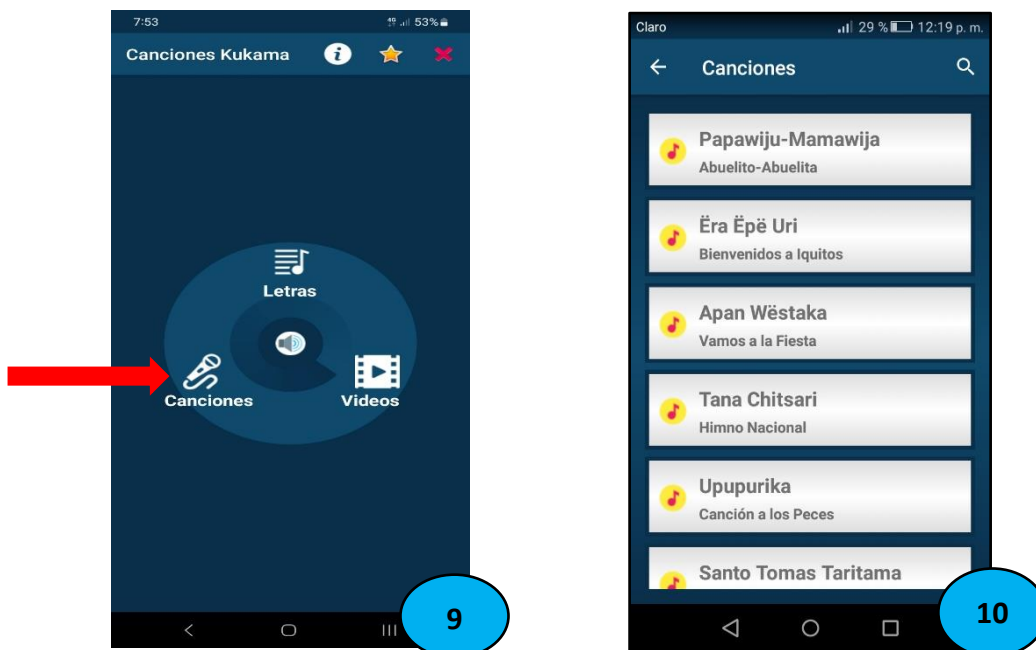 7:53 53%
Canciones Kukama
Letras
Canciones Videos
9
Claro 29 % 12:19 p. m.
Canciones
Papawiju-Mamawija
Abuelito-Abuelita
Ëra Ëpë Uri
Bienvenidos a Iquitos
Apan Wëstaka
Vamos a la Fiesta
Tana Chitsari
Himno Nacional
Upupurika
Canción a los Peces
Santo Tomas Taritama
10